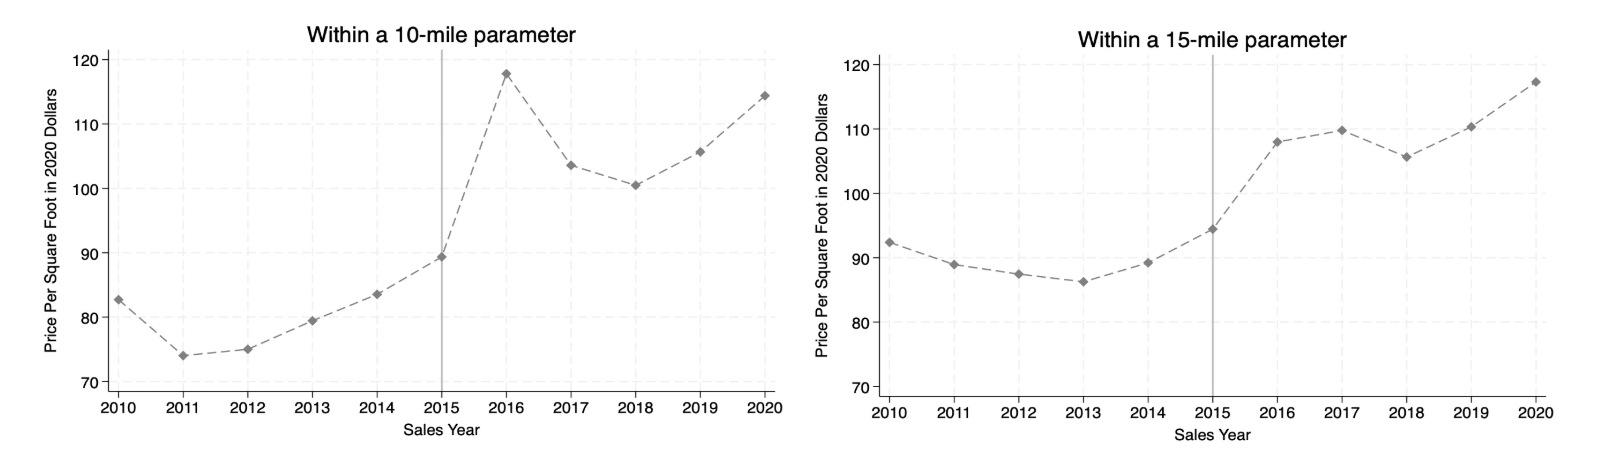 Within a 10-mile parameter
Price Per Square Foot in 2020 Dollars
120
110
100
90
80
70
2010 2011 2012 2013 2014 2015 2016 2017 2018 2019 2020
Sales Year
Within a 15-mile parameter
Price Per Square Foot in 2020 Dollars
120
110
100
90
80
70
2010 2011 2012 2013 2014 2015 2016 2017 2018 2019 2020
Sales Year